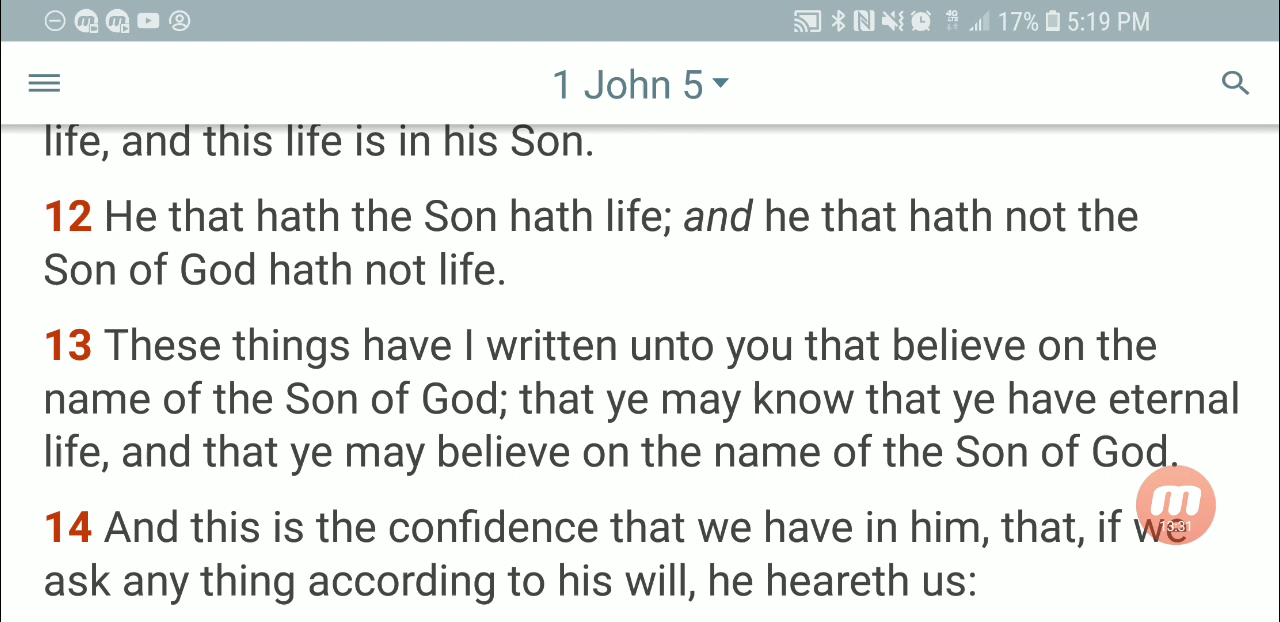 4G LTE 17% 5:19 PM
1 John 5
life, and this life is in his Son.
12 He that hath the Son hath life; and he that hath not the
Son of God hath not life.
13 These things have I written unto you that believe on the
name of the Son of God; that ye may know that ye have eternal
life, and that ye may believe on the name of the Son of God.
14 And this is the confidence that we have in him, that, if we
13:31
ask any thing according to his will, he heareth us: